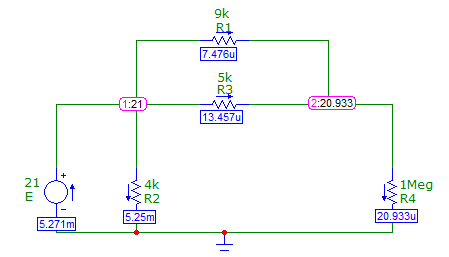 9k
R1
7.476u
5k
R3
1:21
2:20.933
13.457u
+
21
E
-
5.271m
4k
R2
5.25m
1Meg
R4
20.933u